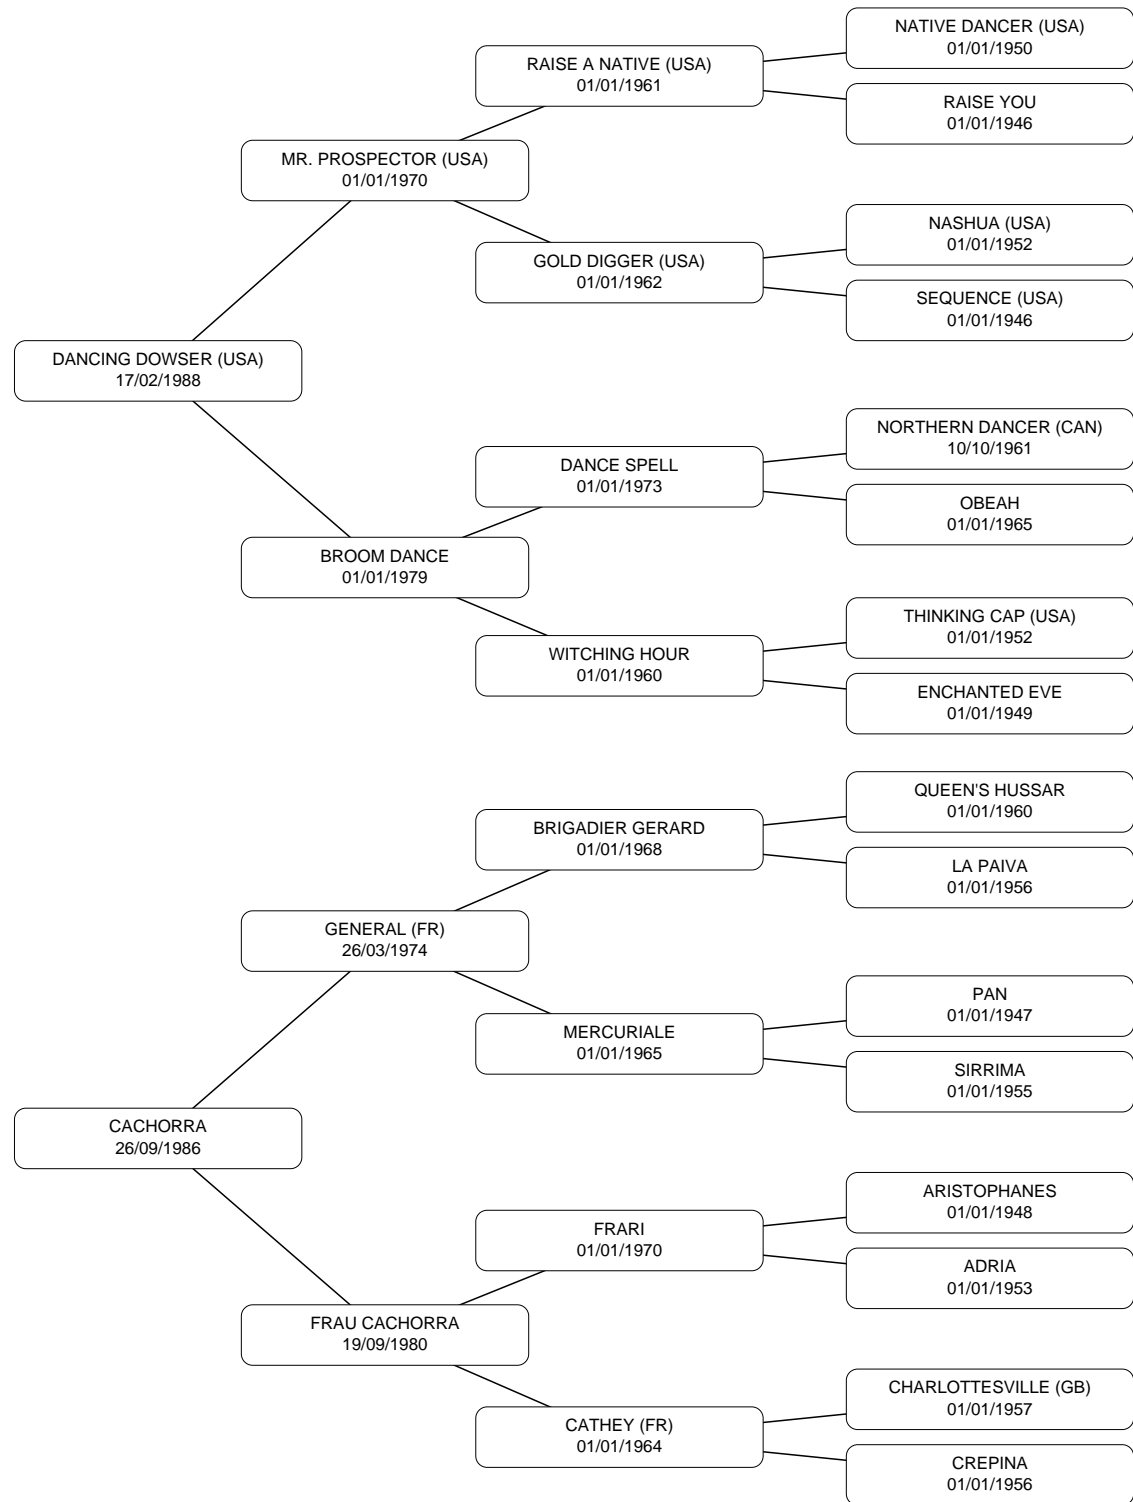 NATIVE DANCER (USA)
01/01/1950
RAISE A NATIVE (USA)
01/01/1961
RAISE YOU
01/01/1946
MR. PROSPECTOR (USA)
01/01/1970
NASHUA (USA)
01/01/1952
GOLD DIGGER (USA)
01/01/1962
SEQUENCE (USA)
01/01/1946
DANCING DOWSER (USA)
17/02/1988
NORTHERN DANCER (CAN)
10/10/1961
DANCE SPELL
01/01/1973
OBEAH
01/01/1965
BROOM DANCE
01/01/1979
THINKING CAP (USA)
01/01/1952
WITCHING HOUR
01/01/1960
ENCHANTED EVE
01/01/1949
QUEEN'S HUSSAR
01/01/1960
BRIGADIER GERARD
01/01/1968
LA PAIVA
01/01/1956
GENERAL (FR)
26/03/1974
PAN
01/01/1947
MERCURIALE
01/01/1965
SIRRIMA
01/01/1955
CACHORRA
26/09/1986
ARISTOPHANES
01/01/1948
FRARI
01/01/1970
ADRIA
01/01/1953
FRAU CACHORRA
19/09/1980
CHARLOTTESVILLE (GB)
01/01/1957
CATHEY (FR)
01/01/1964
CREPINA
01/01/1956